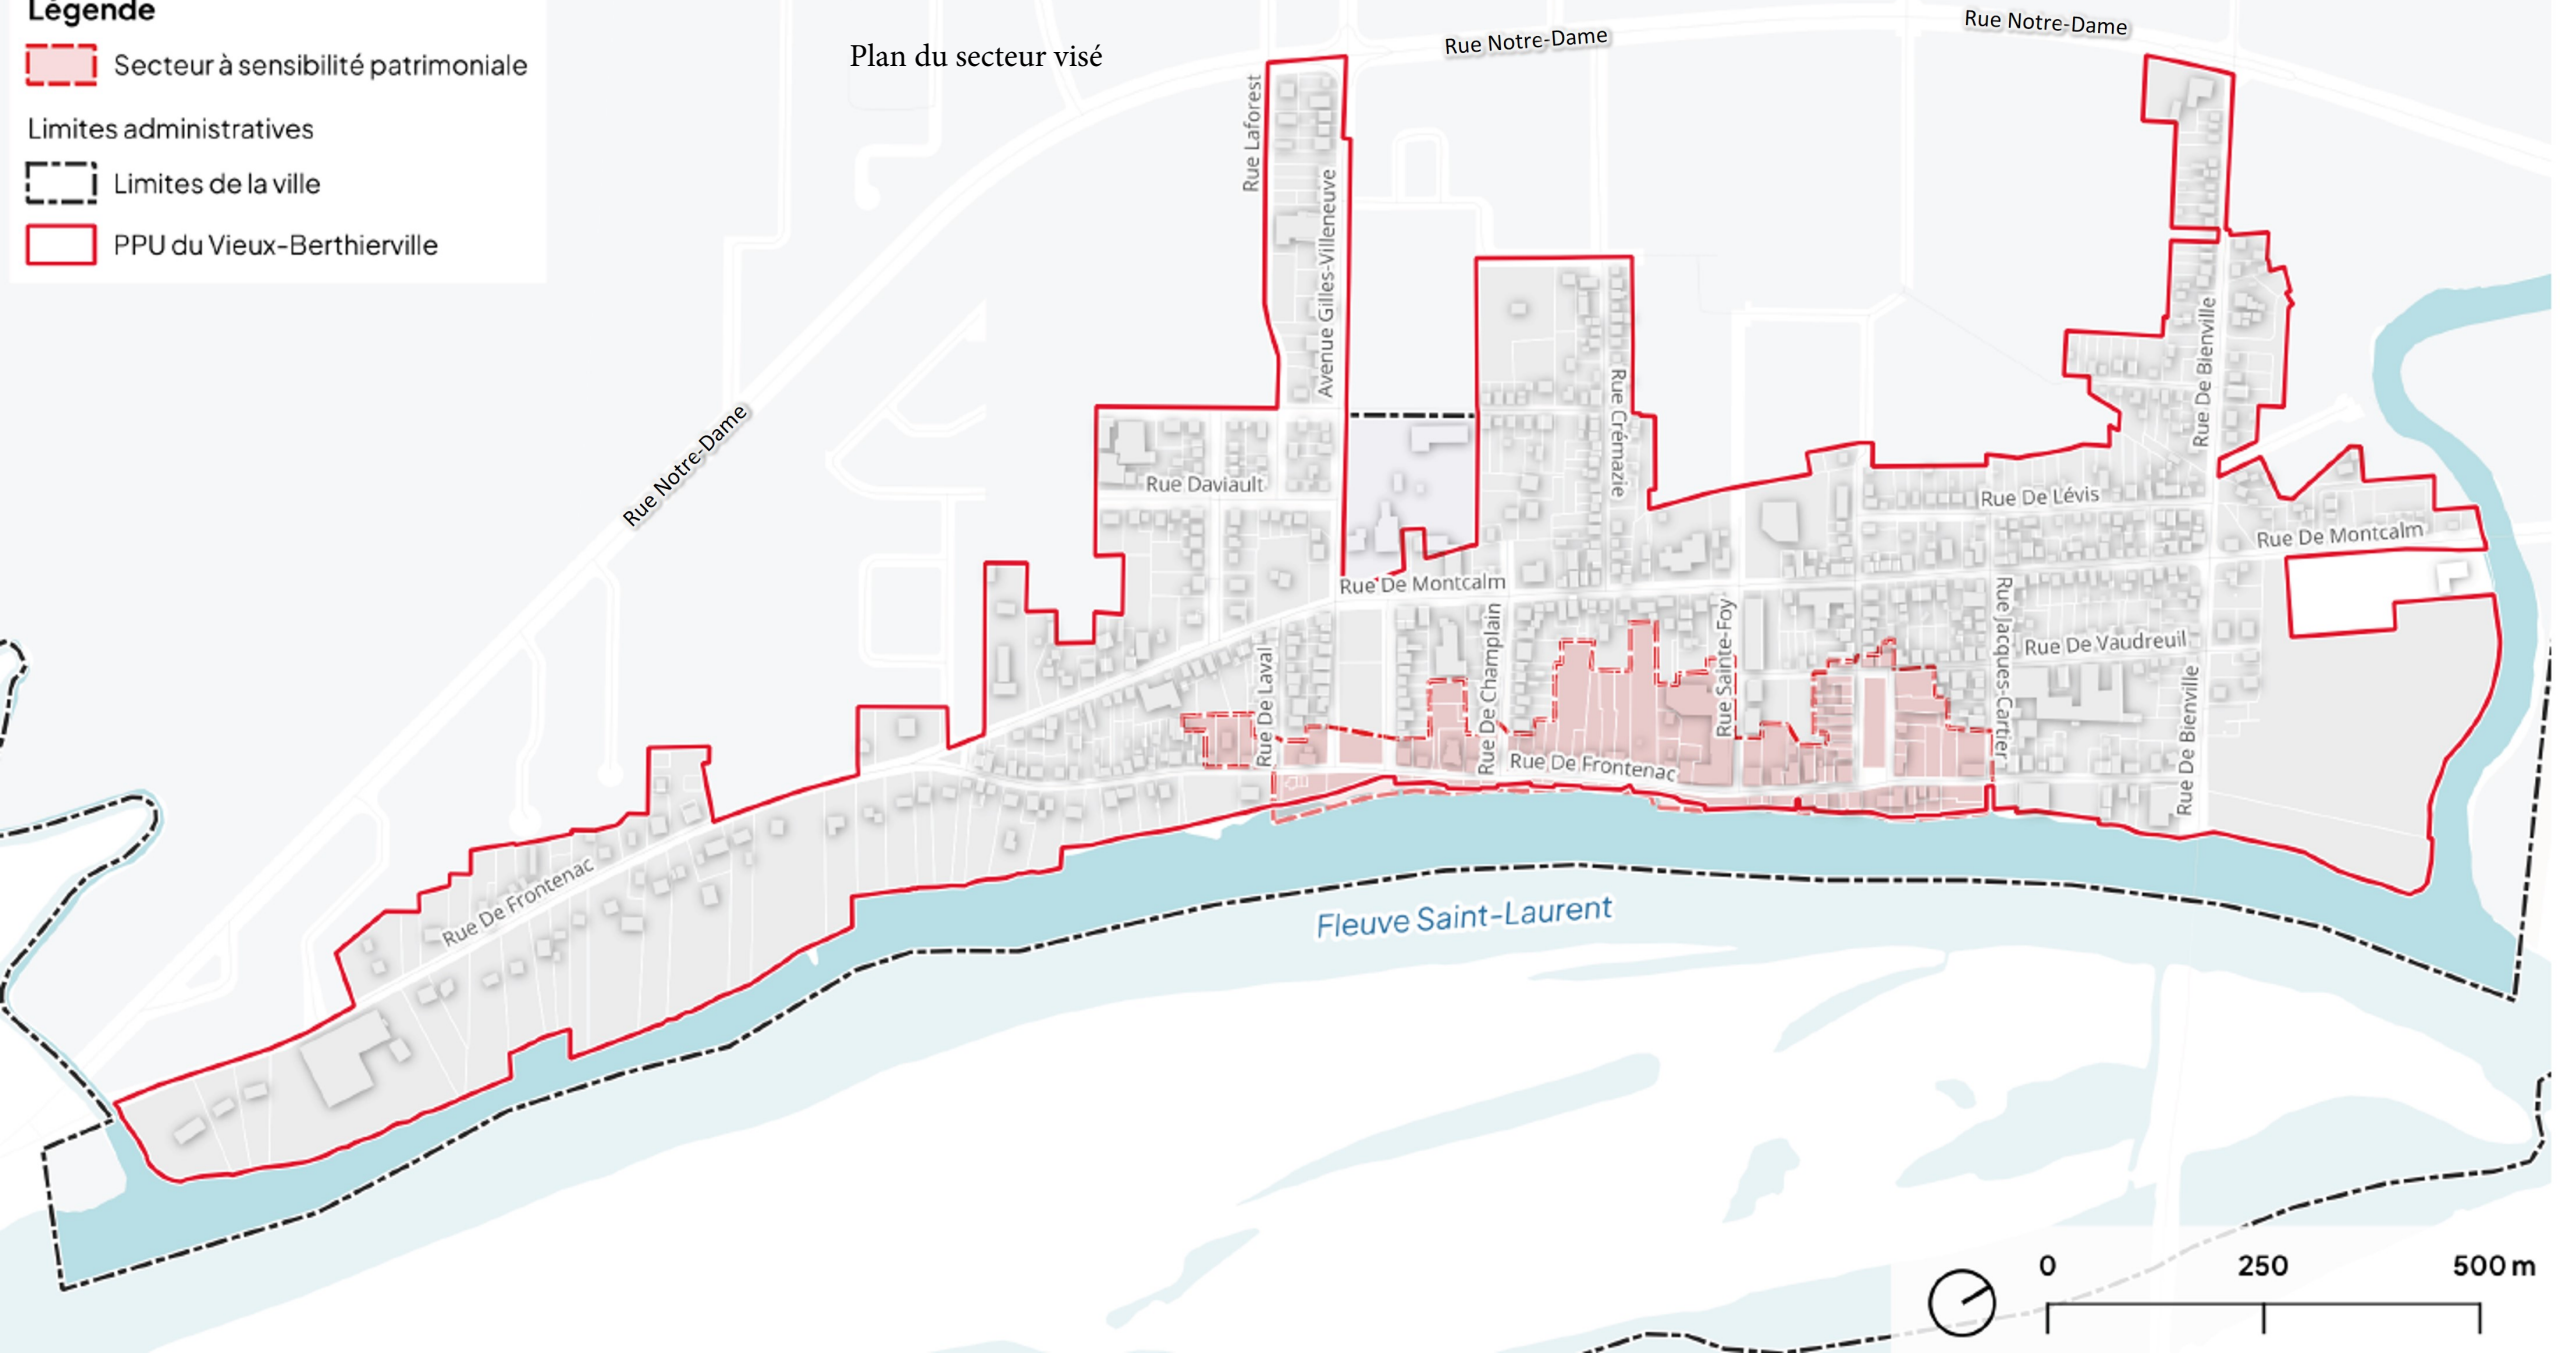 Légende
Secteur à sensibilité patrimoniale
Limites administratives
Limites de la ville
PPU du Vieux-Berthierville
Plan du secteur visé
Rue Notre-Dame
Rue Notre-Dame
Rue Notre-Dame
Rue Laforest
Avenue Gilles-Villeneuve
Rue Crémazie
Rue De Bienville
Rue Daviault
Rue De Lévis
Rue De Montcalm
Rue De Montcalm
Rue De Laval
Rue De Champlain
Rue Sainte-Foy
Rue Jacques-Cartier
Rue De Vaudreuil
Rue De Bienville
Rue De Frontenac
Rue De Frontenac
Fleuve Saint-Laurent
0 250 500 m